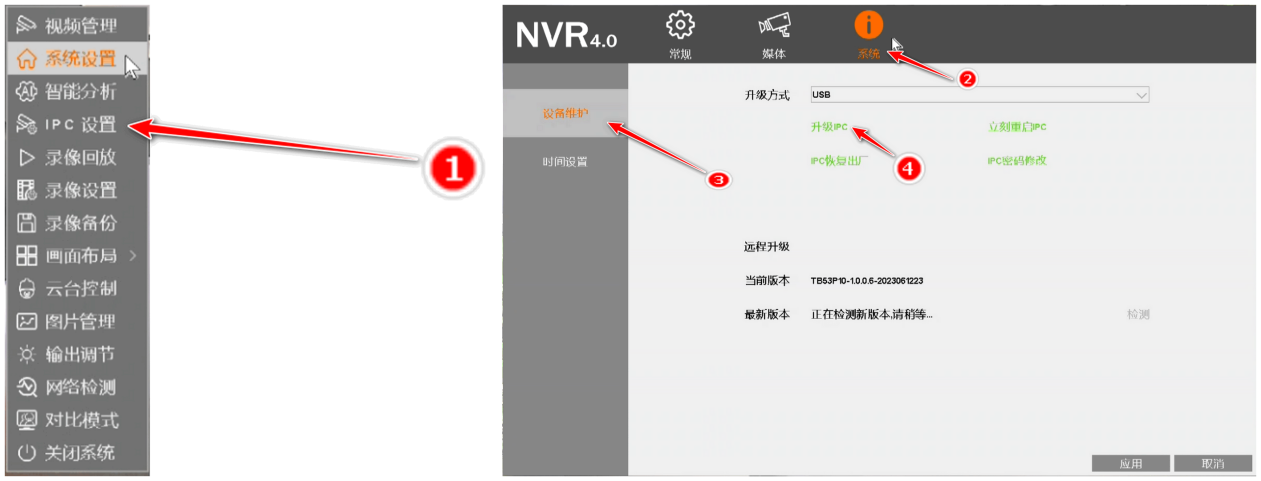 视频管理
系统设置
智能分析
IPC 设置
录像回放
录像设置
录像备份
画面布局 >
云台控制
图片管理
输出调节
网络检测
对比模式
关闭系统
1
NVR4.0
常规
媒体
系统
2
设备维护
时间设置
3
升级方式 USB
升级IPC 立刻重启IPC
4
IPC恢复出厂 IPC密码修改
远程升级
当前版本 TB53P10-1.0.0.6-2023061223
最新版本 正在检测新版本,请稍等... 检测
应用 取消